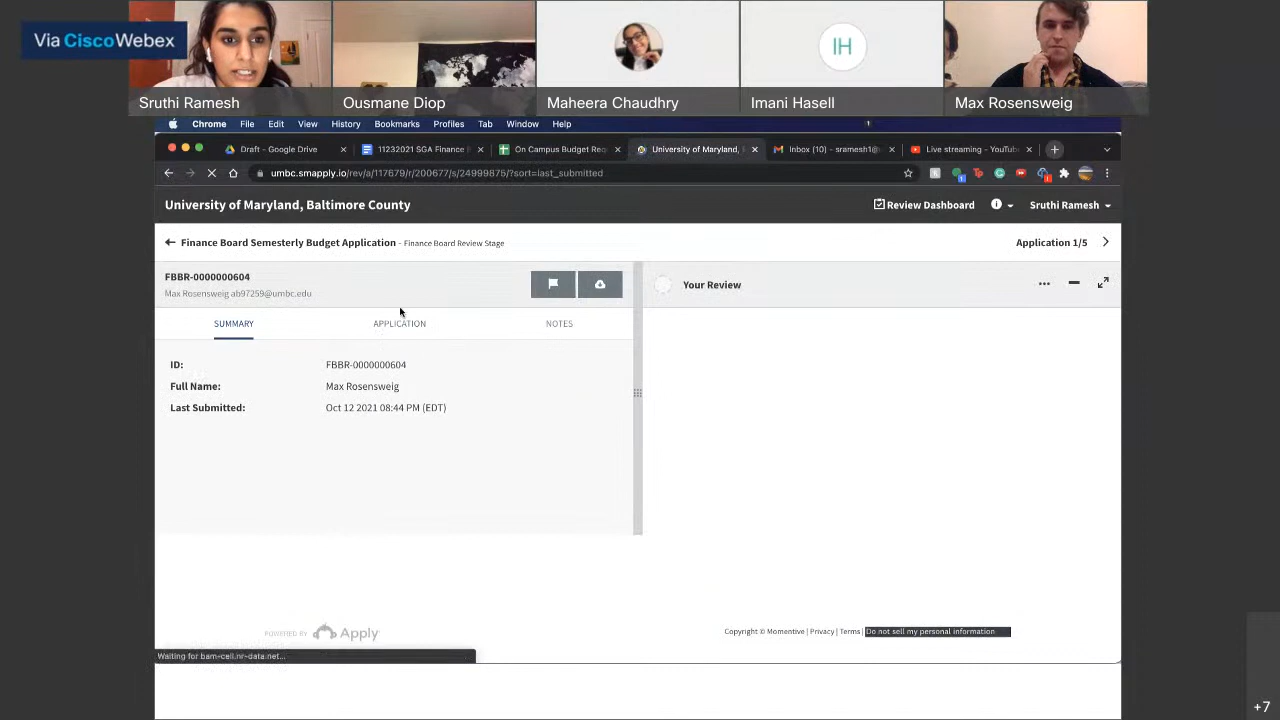 Via Cisco Webex
Sruthi Ramesh
Ousmane Diop
Maheera Chaudhry
IH
Imani Hasell
Max Rosensweig
Chrome File Edit View History Bookmarks Profiles Tab Window Help
Draft - Google Drive
11232021 SGA Finance
On Campus Budget Req
University of Maryland,
Inbox (10) - sramesh1@
Live streaming - YouTube
umbc.smapply.io/rev/a/117679/r/200677/s/24999875/?sort=last_submitted
University of Maryland, Baltimore County
Review Dashboard
Sruthi Ramesh
Finance Board Semesterly Budget Application - Finance Board Review Stage
Application 1/5
FBBR-0000000604
Max Rosensweig ab97259@umbc.edu
Your Review
SUMMARY APPLICATION NOTES
ID: FBBR-0000000604
Full Name: Max Rosensweig
Last Submitted: Oct 12 2021 08:44 PM (EDT)
POWERED BY Apply
Copyright © Momentive | Privacy | Terms | Do not sell my personal information
Waiting for bam-cell.nr-data.net...
+7